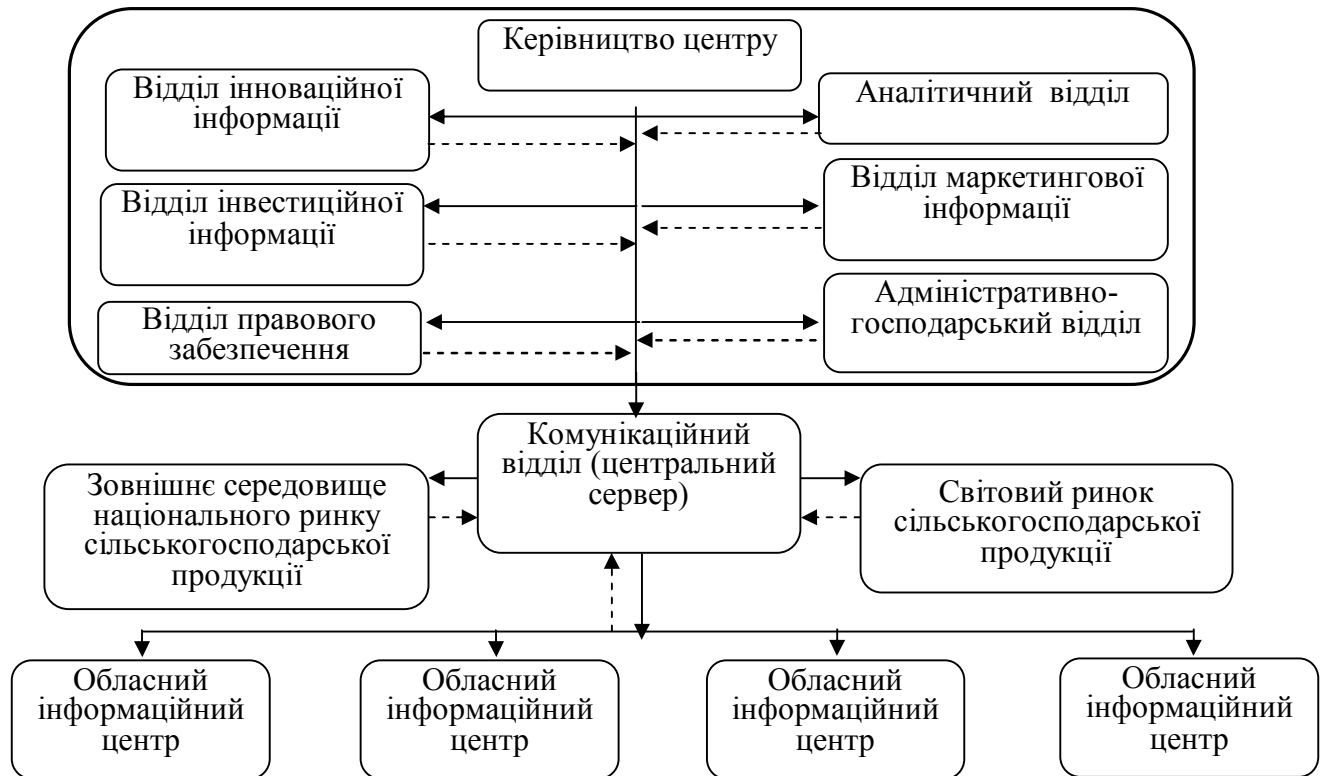 Керівництво центру
Відділ інноваційної
інформації
Аналітичний відділ
Відділ інвестиційної
інформації
Відділ маркетингової
інформації
Відділ правового
забезпечення
Адміністративно-
господарський відділ
Комунікаційний
відділ (центральний
сервер)
Зовнішнє середовище
національного ринку
сільськогосподарської
продукції
Світовий ринок
сільськогосподарської
продукції
Обласний
інформаційний
центр
Обласний
інформаційний
центр
Обласний
інформаційний
центр
Обласний
інформаційний
центр